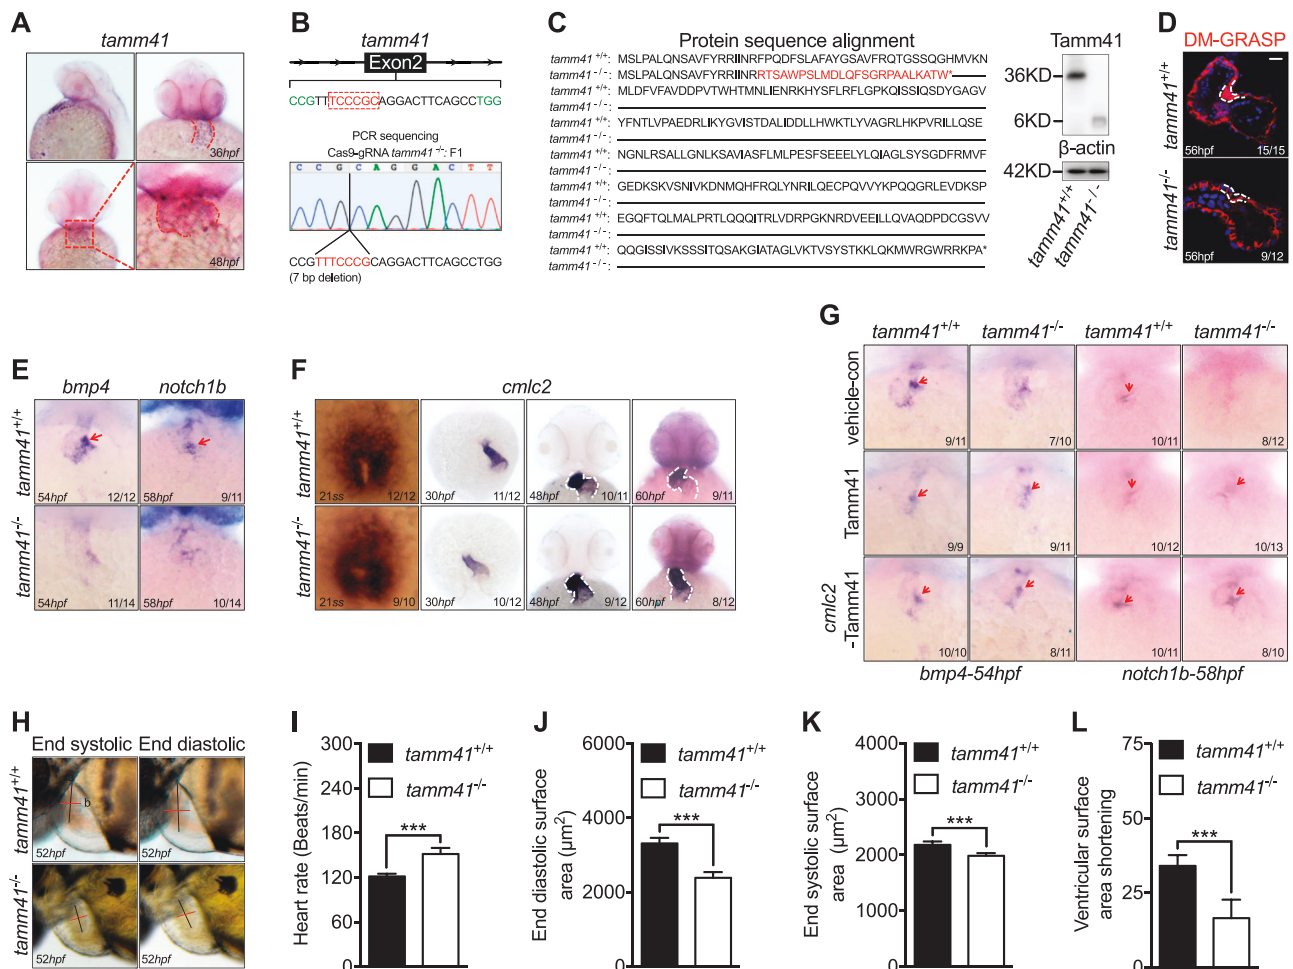 A
tamm41
36hpf
48hpf
B
tamm41
Exon2
CCGTTTCCCGCAGGACTTCAGCCTGG
PCR sequencing
Cas9-gRNA tamm41-/-: F1
C C G C A G G A C T T
CCGTTTCCCGCAGGACTTCAGCCTGG
(7 bp deletion)
C
Protein sequence alignment
tamm41+/+: MSLPALQNSAVFYRRIINRFPQDFSLAFAYGSAVFRQTGSSQGHMVKN
tamm41-/-: MSLPALQNSAVFYRRIINRRTSAWPSLMDLQFSGRPAALKATW*
tamm41+/+: MLDFVFAVDDPVTWHTMNLIENRKHYSFLRFLGPKQISSIQSDYGAGV
tamm41-/-:
tamm41+/+: YFNTLVPAEDRLIKYGVISTDALIDDLLHWKTLYVAGRLHKPVRILLQSE
tamm41-/-:
tamm41+/+: NGNLRSALLGNLKSAVIASFLMLPESFSEEELYLQIAGLSYSGDFRMVF
tamm41-/-:
tamm41+/+: GEDKSKVSNIVKDNMQHFRQLYNRILQECPQVVYKPQQGRLEVDKSP
tamm41-/-:
tamm41+/+: EGQFTQLMALPRTLQQQITRLVDRPGKNRDVEEILLQVAQDPDCGSVV
tamm41-/-:
tamm41+/+: QQGISSIVKSSSITQSAKGIATAGLVKTVSYSTKKLQKMWRGWRRKPA*
tamm41-/-:
Tamm41
36KD
6KD
β-actin
42KD
tamm41+/+
tamm41-/-
D
DM-GRASP
tamm41+/+
56hpf
15/15
tamm41-/-
56hpf
9/12
E
bmp4
notch1b
tamm41+/+
54hpf
12/12
58hpf
9/11
tamm41-/-
54hpf
11/14
58hpf
10/14
F
cmlc2
tamm41+/+
21ss
12/12
30hpf
11/12
48hpf
10/11
60hpf
9/11
tamm41-/-
21ss
9/10
30hpf
10/12
48hpf
9/12
60hpf
8/12
G
tamm41+/+
tamm41-/-
tamm41+/+
tamm41-/-
vehicle-con
9/11
7/10
10/11
8/12
Tamm41
9/9
9/11
10/12
10/13
cmlc2
-Tamm41
10/10
8/11
10/11
8/10
bmp4-54hpf
notch1b-58hpf
H
End systolic
End diastolic
tamm41+/+
b
52hpf
52hpf
tamm41-/-
52hpf
52hpf
I
Heart rate (Beats/min)
300
240
180
120
60
0
tamm41+/+
tamm41-/-
***
J
End diastolic surface
area (μm2)
6000
4000
2000
0
tamm41+/+
tamm41-/-
***
K
End systolic surface
area (μm2)
4000
3000
2000
1000
0
tamm41+/+
tamm41-/-
***
L
Ventricular surface
area shortening
75
50
25
0
tamm41+/+
tamm41-/-
***